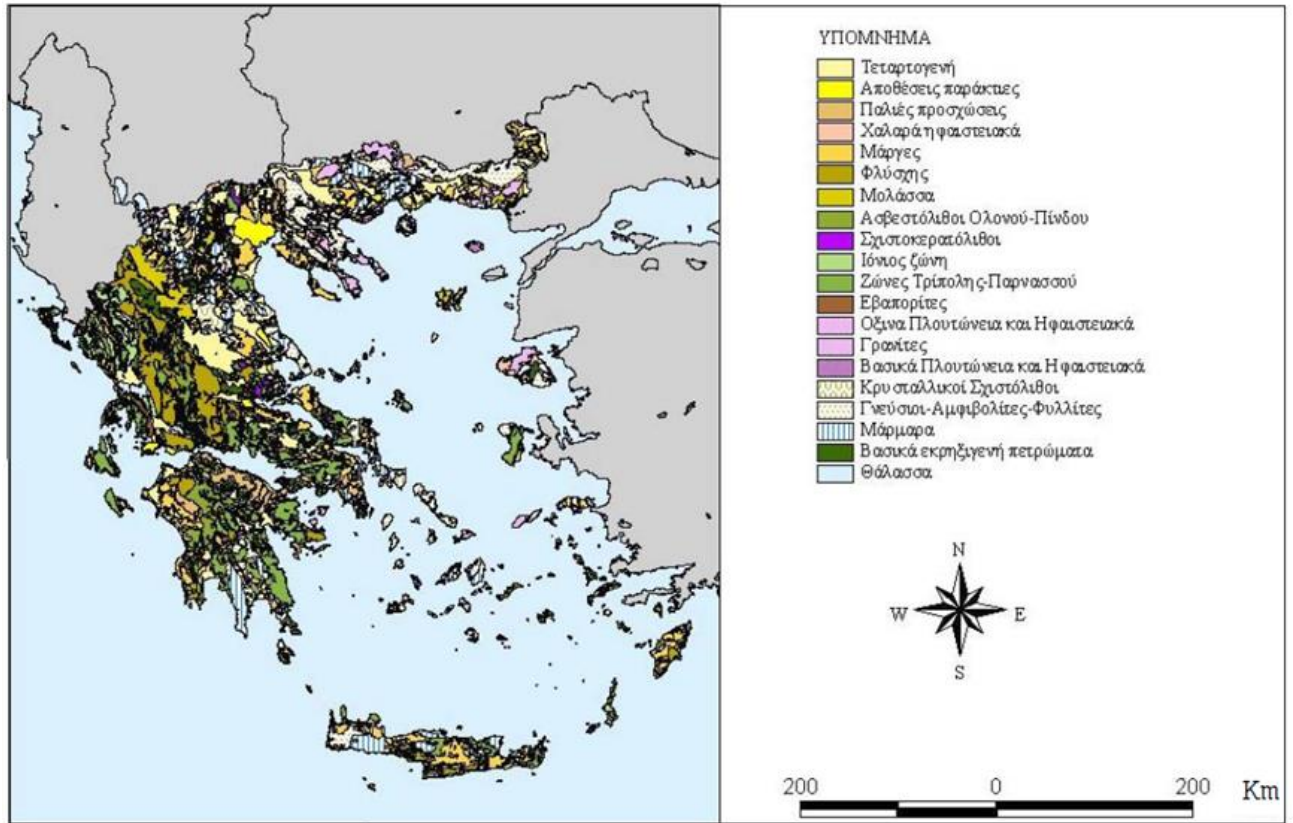 ΥΠΟΜΝΗΜΑ
Τεταρτογενή
Αποθέσεις παράκτιες
Παλιές προσχώσεις
Χαλαρά ηφαιστειακά
Μάργες
Φλύσχης
Μολάσσα
Ασβεστόλιθοι Ολονού-Πίνδου
Σχιστοκερατόλιθοι
Ιόνιος ζώνη
Ζώνες Τρίπολης-Παρνασσού
Εβαπορίτες
Οξινα Πλουτώνεια και Ηφαιστειακά
Γρανίτες
Βασικά Πλουτώνεια και Ηφαιστειακά
Κρυσταλλικοί Σχιστόλιθοι
Γνεύσιοι-Αμφιβολίτες-Φυλλίτες
Μάρμαρα
Βασικά εκρηξιγενή πετρώματα
Θάλασσα
N
W E
S
200 0 200 Km